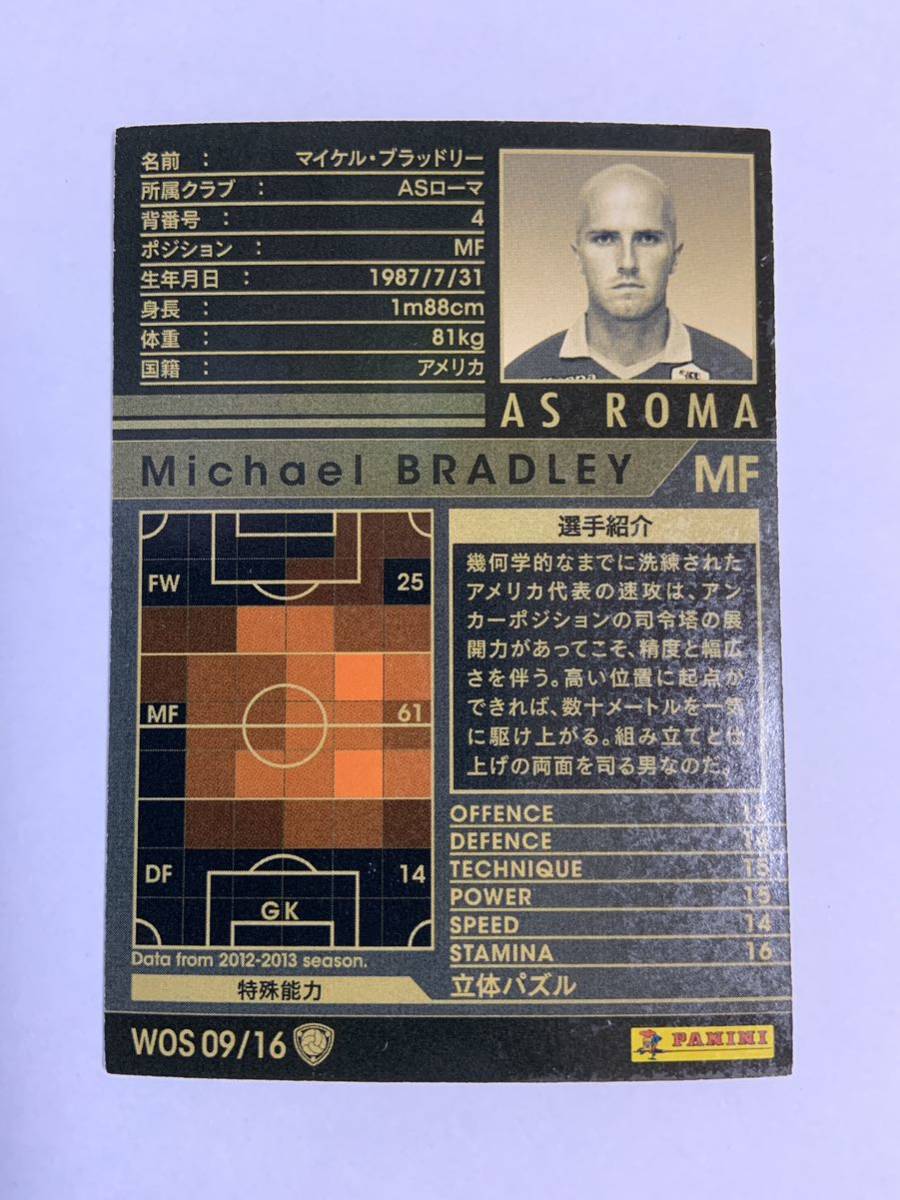 名前 : マイケル・ブラッドリー
所属クラブ : ASローマ
背番号 : 4
ポジション : MF
生年月日 : 1987/7/31
身長 : 1m88cm
体重 : 81kg
国籍 : アメリカ
AS ROMA
Michael BRADLEY MF
選手紹介
幾何学的なまでに洗練された
アメリカ代表の速攻は、アン
カーポジションの司令塔の展
開力があってこそ、精度と幅広
さを伴う。高い位置に起点が
できれば、数十メートルを一気
に駆け上がる。組み立てと仕
上げの両面を司る男なのだ。
FW 25
MF 61
DF 14
GK
Data from 2012-2013 season.
OFFENCE
DEFENCE
TECHNIQUE 15
POWER 15
SPEED 14
STAMINA 16
特殊能力 立体パズル
WOS 09/16
PANINI